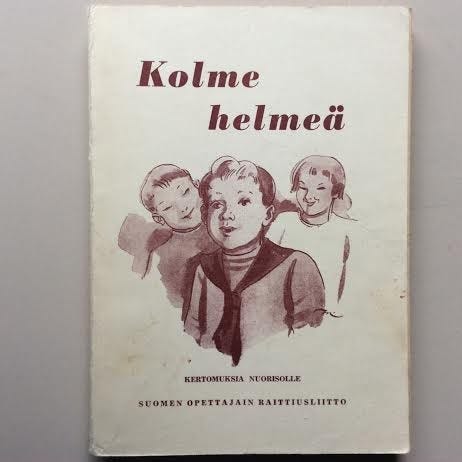 Kolme
helmeä
KERTOMUKSIA NUORISOLLE
SUOMEN OPETTAJAIN RAITTIUSLIITTO